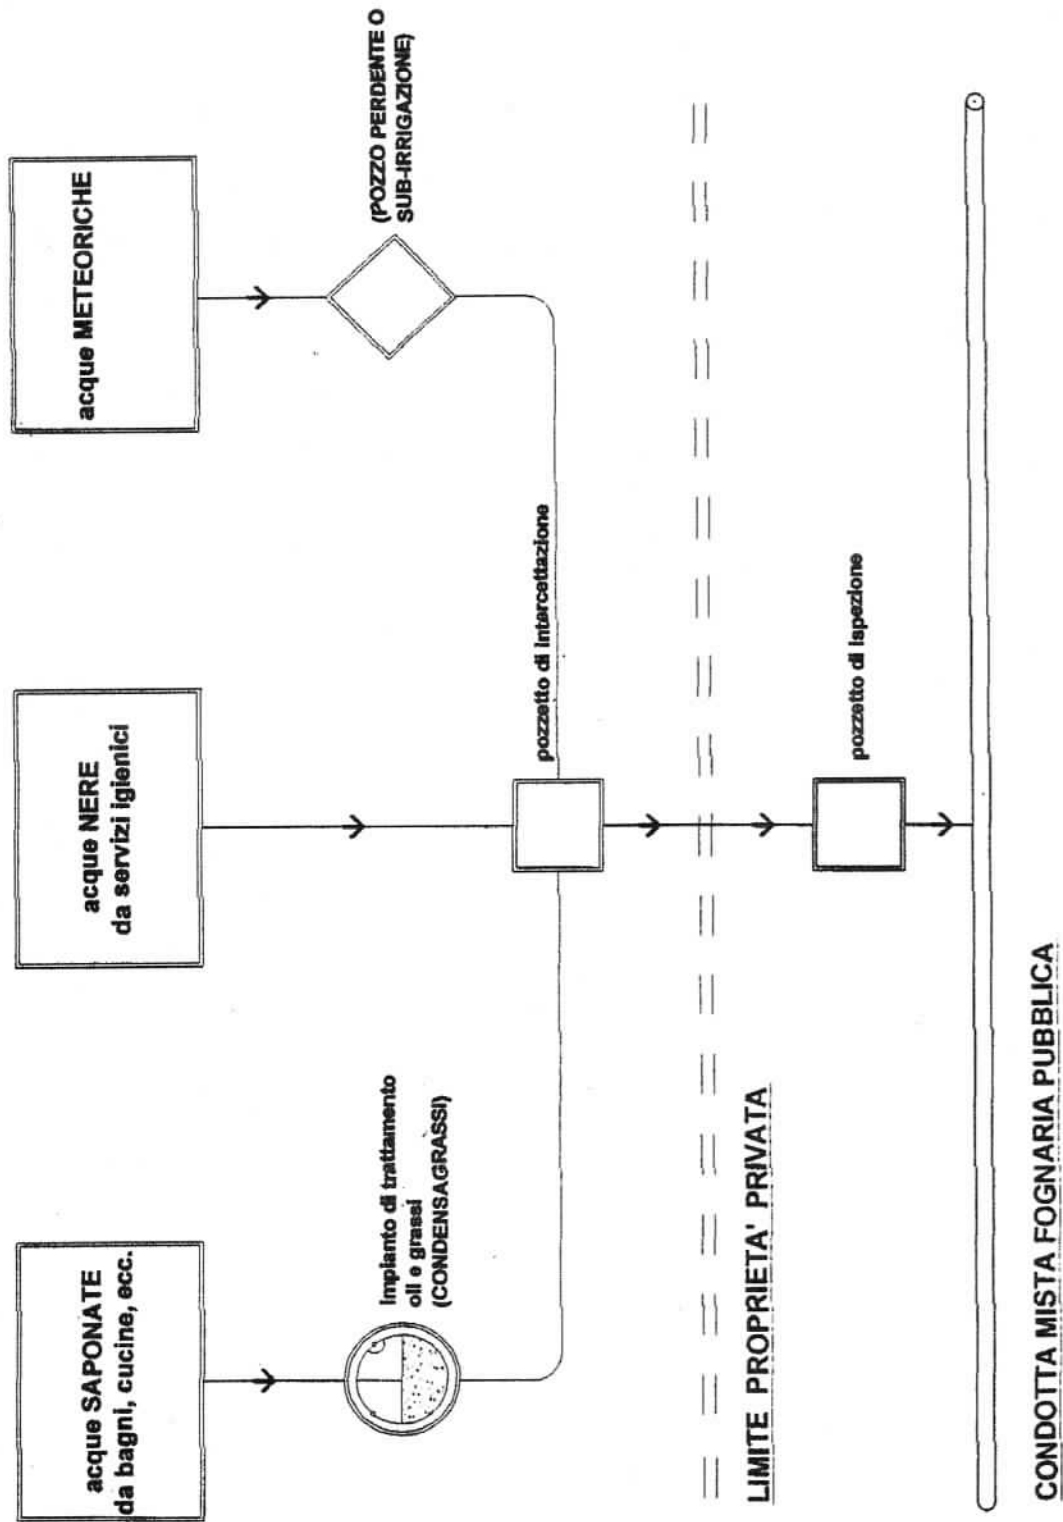 acque SAPONATE
da bagni, cucine, ecc.
acque NERE
da servizi igienici
acque METEORICHE
Impianto di trattamento
oli e grassi
(CONDENSAGRASSI)
(POZZO PERDENTE O
SUB-IRRIGAZIONE)
pozzetto di intercettazione
LIMITE PROPRIETA' PRIVATA
pozzetto di ispezione
CONDOTTA MISTA FOGNARIA PUBBLICA